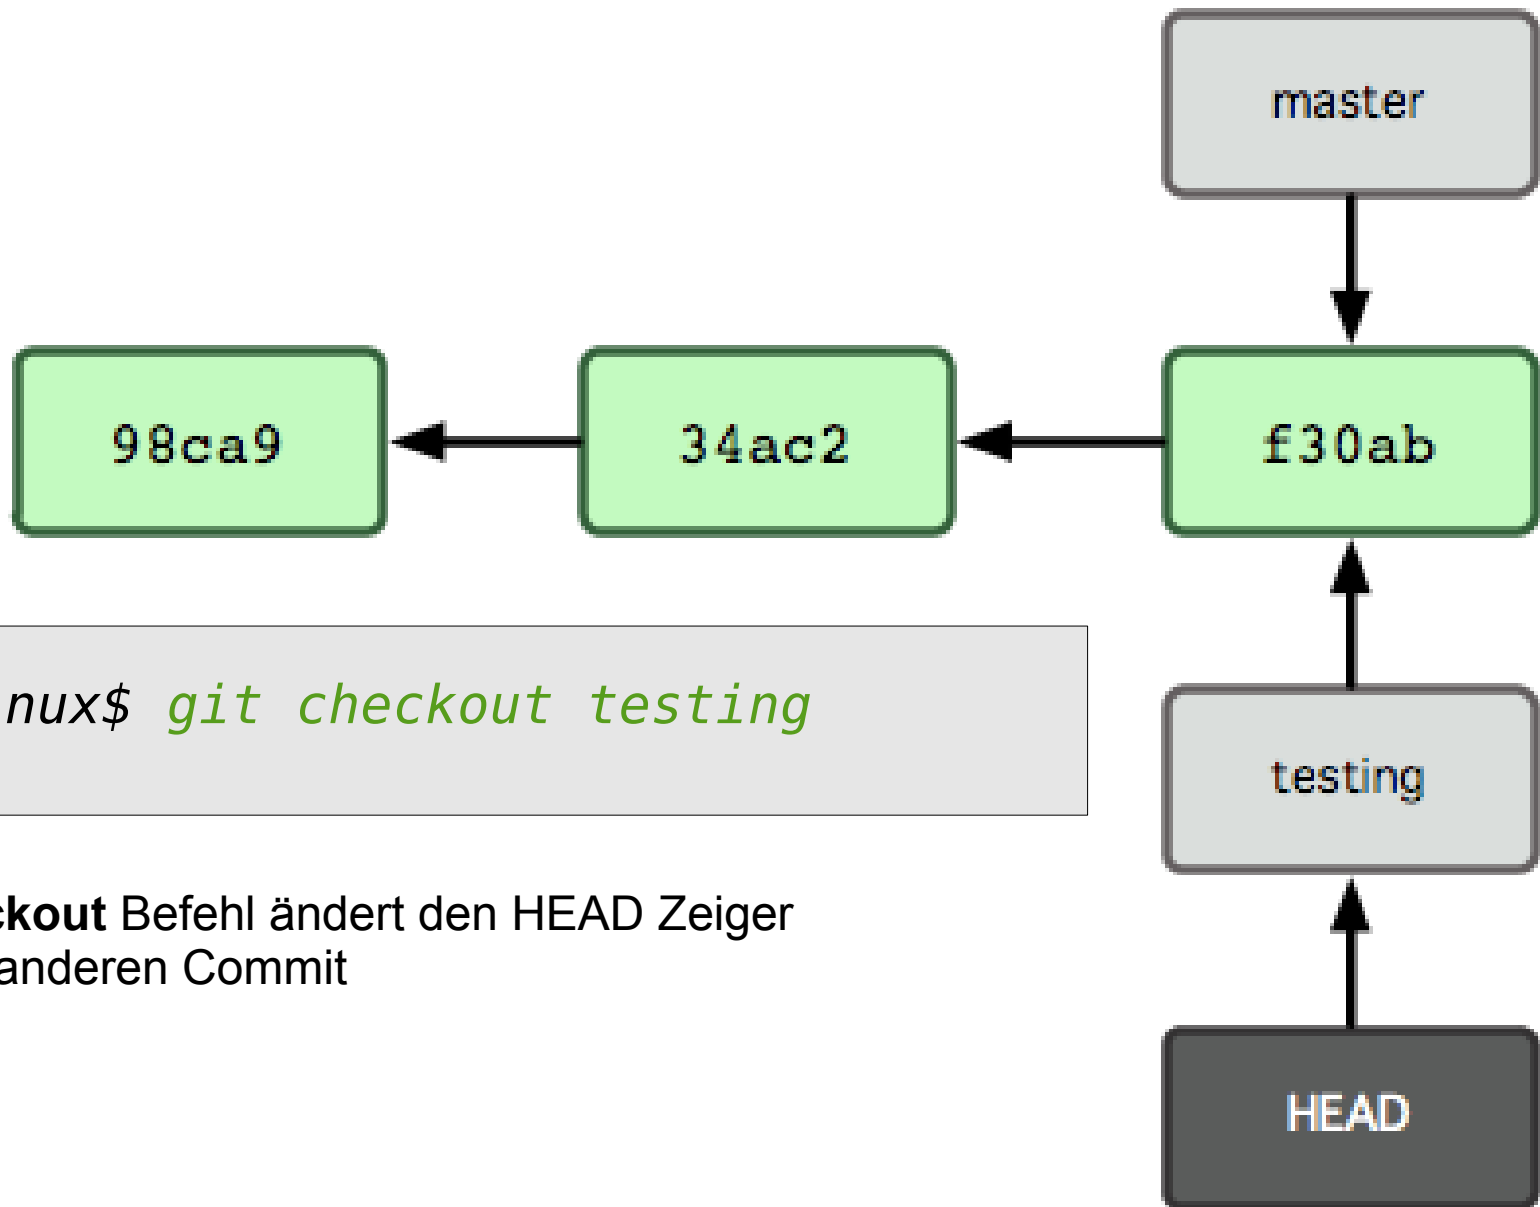 master
98ca9
34ac2
f30ab
nux$ git checkout testing
testing
ckout Befehl ändert den HEAD Zeiger
anderen Commit
HEAD